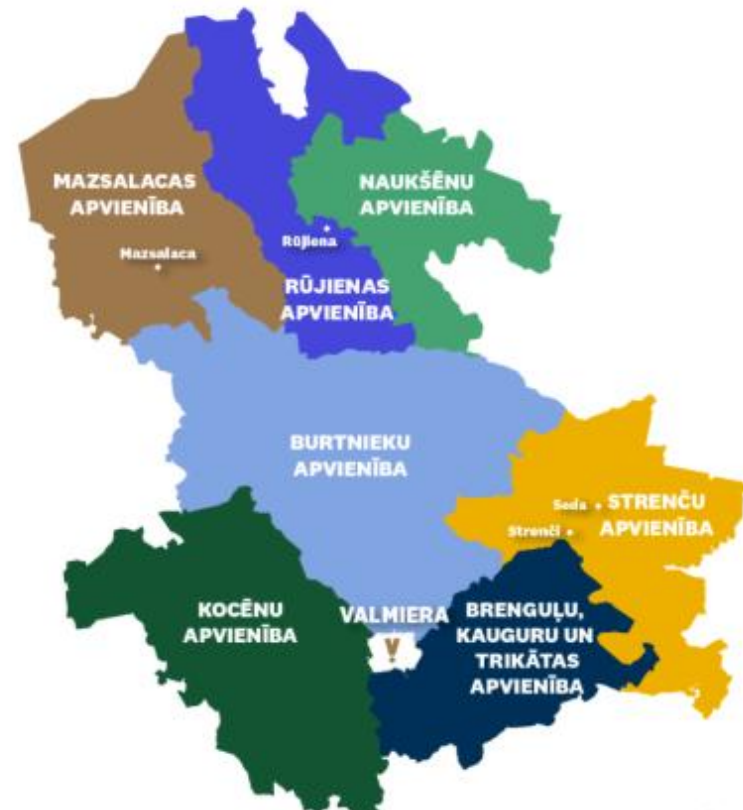 MAZSALACAS
APVIENĪBA
Mazsalaca
NAUKŠĒNU
APVIENĪBA
Rūjiena
RŪJIENAS
APVIENĪBA
BURTNIEKU
APVIENĪBA
Seda
STRENČU
APVIENĪBA
Strenči
KOCĒNU
APVIENĪBA
VALMIERA
V
BRENGUĻU,
KAUGURU UN
TRIKĀTAS
APVIENĪBA